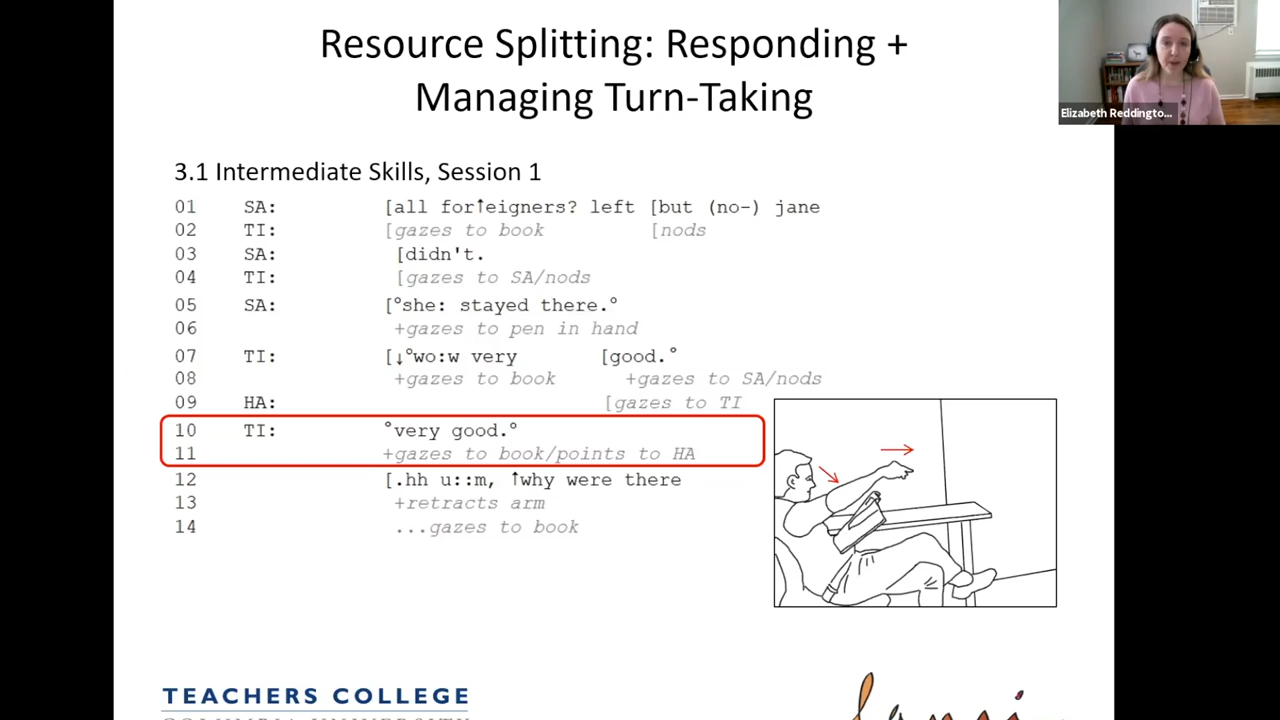 Resource Splitting: Responding +
Managing Turn-Taking
Elizabeth Reddingto...
3.1 Intermediate Skills, Session 1
01 SA: [all for↑eigners? left [but (no-) jane
02 TI: [gazes to book [nods
03 SA: [didn't.
04 TI: [gazes to SA/nods
05 SA: [°she: stayed there.°
06 +gazes to pen in hand
07 TI: [↓°wo:w very [good.°
08 +gazes to book +gazes to SA/nods
09 HA: [gazes to TI
10 TI: °very good.°
11 +gazes to book/points to HA
12 [.hh u::m, ↑why were there
13 +retracts arm
14 ...gazes to book
TEACHERS COLLEGE
COLUMBIA UNIVERSITY